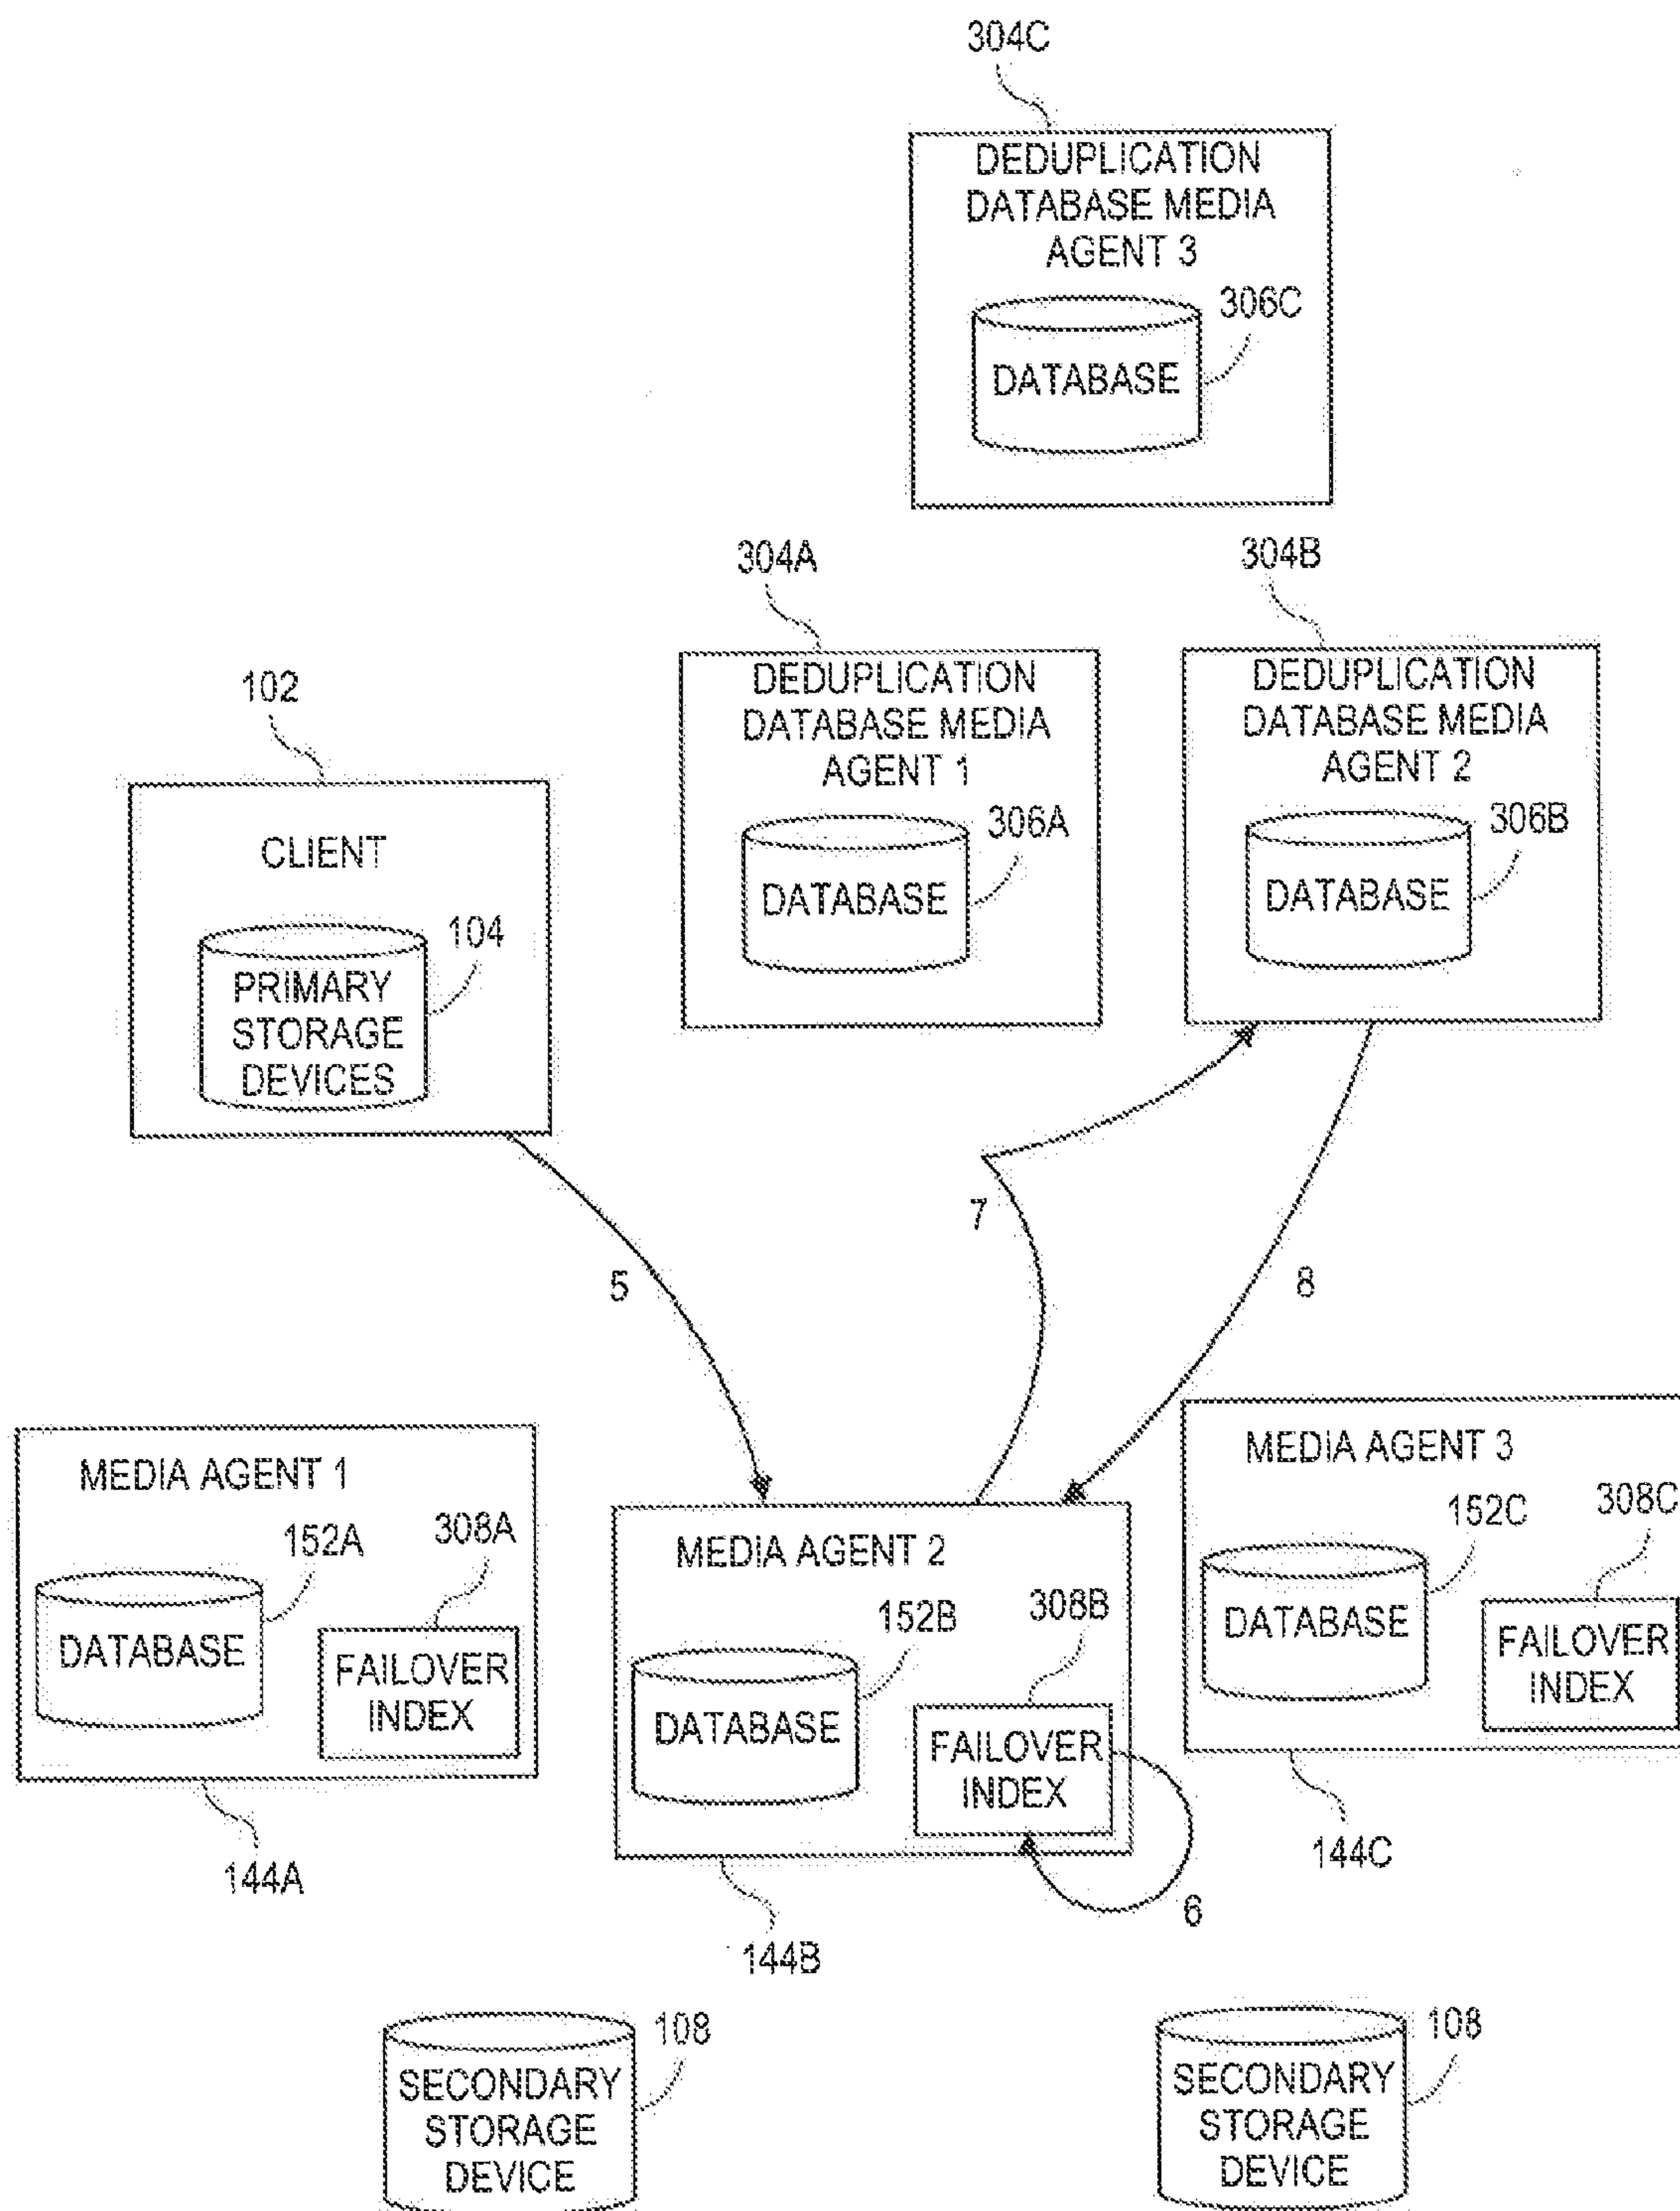 304C
DEDUPLICATION
DATABASE MEDIA
AGENT 3
306C
DATABASE
304A
304B
DEDUPLICATION
DATABASE MEDIA
AGENT 1
306A
DATABASE
DEDUPLICATION
DATABASE MEDIA
AGENT 2
306B
DATABASE
102
CLIENT
104
PRIMARY
STORAGE
DEVICES
5
7
8
MEDIA AGENT 1
152A
308A
DATABASE
FAILOVER
INDEX
144A
MEDIA AGENT 2
152B
308B
DATABASE
FAILOVER
INDEX
6
144B
MEDIA AGENT 3
152C
308C
DATABASE
FAILOVER
INDEX
144C
108
SECONDARY
STORAGE
DEVICE
108
SECONDARY
STORAGE
DEVICE